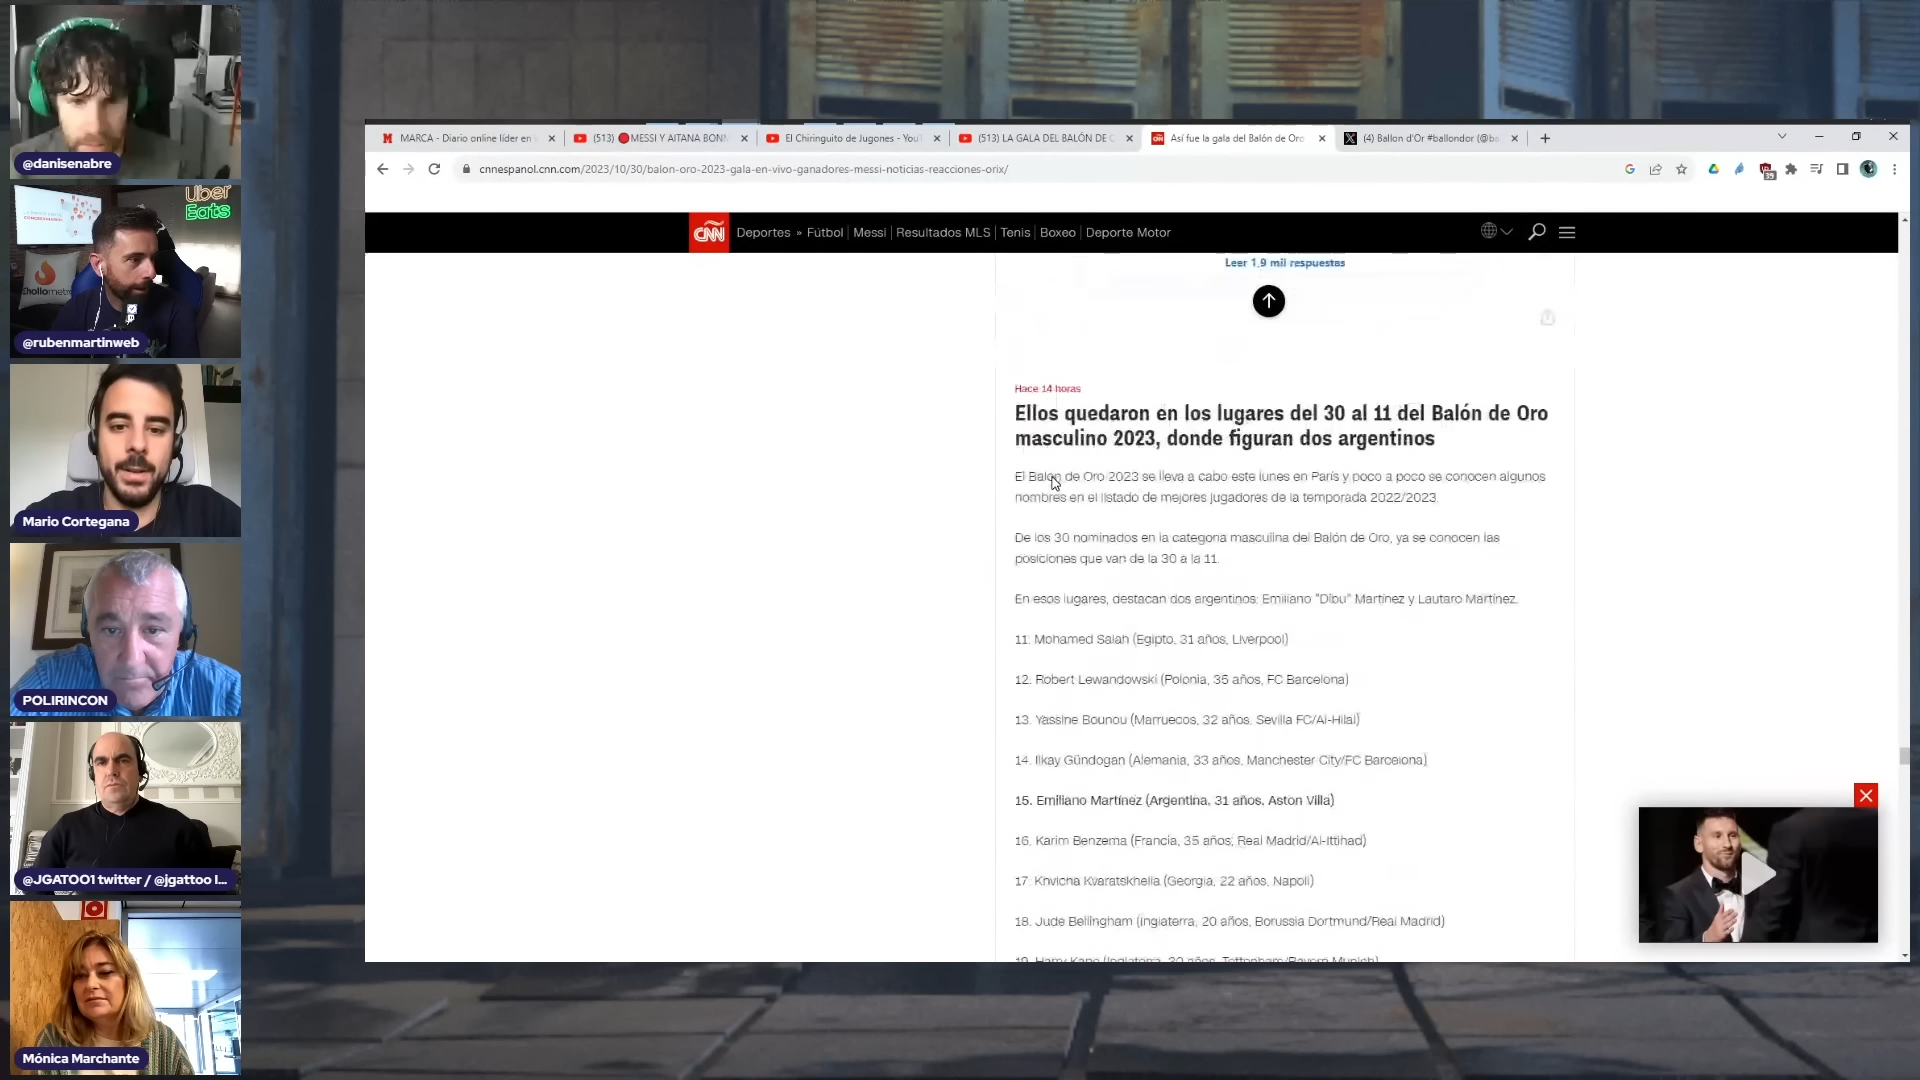 @danisenabre
Uber
Eats
@rubenmartinweb
Mario Cortegana
POLIRINCON
@JGATOO1 twitter / @jgattoo l...
Mónica Marchante
MARCA - Diario online líder en
(513) 🔴MESSI Y AITANA BONM
El Chiringuito de Jugones - YouT
(513) LA GALA DEL BALÓN DE O
Así fue la gala del Balón de Oro
(4) Ballon d'Or #ballondor (@ba
cnnespanol.cnn.com/2023/10/30/balon-oro-2023-gala-en-vivo-ganadores-messi-noticias-reacciones-orix/
CNN Deportes » Fútbol | Messi | Resultados MLS | Tenis | Boxeo | Deporte Motor
Leer 1,9 mil respuestas
Hace 14 horas
Ellos quedaron en los lugares del 30 al 11 del Balón de Oro
masculino 2023, donde figuran dos argentinos
El Balón de Oro 2023 se lleva a cabo este lunes en París y poco a poco se conocen algunos
nombres en el listado de mejores jugadores de la temporada 2022/2023.
De los 30 nominados en la categoría masculina del Balón de Oro, ya se conocen las
posiciones que van de la 30 a la 11.
En esos lugares, destacan dos argentinos: Emiliano "Dibu" Martínez y Lautaro Martínez.
11. Mohamed Salah (Egipto, 31 años, Liverpool)
12. Robert Lewandowski (Polonia, 35 años, FC Barcelona)
13. Yassine Bounou (Marruecos, 32 años, Sevilla FC/Al-Hilal)
14. Ilkay Gündogan (Alemania, 33 años, Manchester City/FC Barcelona)
15. Emiliano Martínez (Argentina, 31 años, Aston Villa)
16. Karim Benzema (Francia, 35 años, Real Madrid/Al-Ittihad)
17. Khvicha Kvaratskhelia (Georgia, 22 años, Napoli)
18. Jude Bellingham (Inglaterra, 20 años, Borussia Dortmund/Real Madrid)
19. Harry Kane (Inglaterra, 30 años, Tottenham/Bayern Munich)